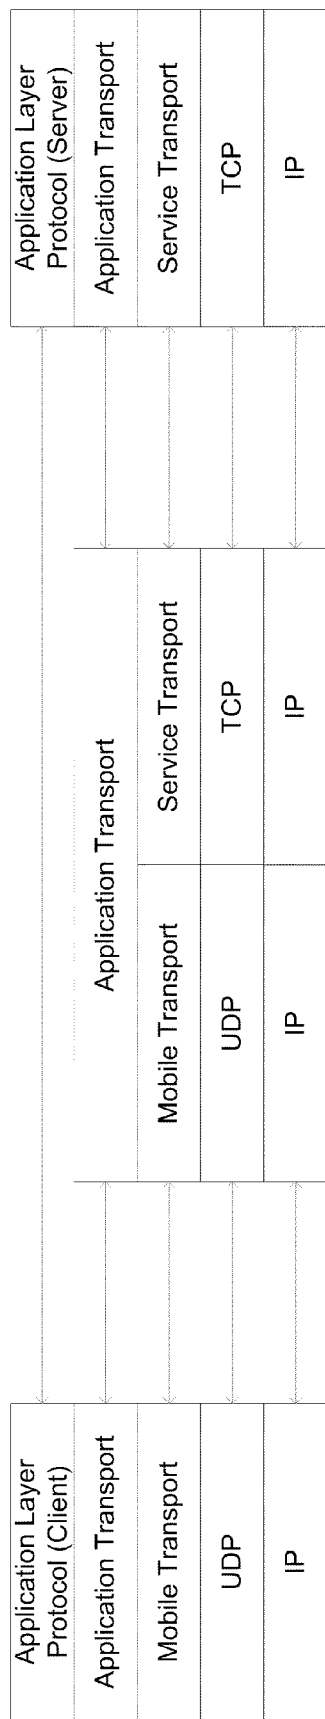 Application Layer
Protocol (Client)
Application Transport
Mobile Transport
UDP
IP
Application Transport
Mobile Transport
Service Transport
UDP
TCP
IP
IP
Application Layer
Protocol (Server)
Application Transport
Service Transport
TCP
IP